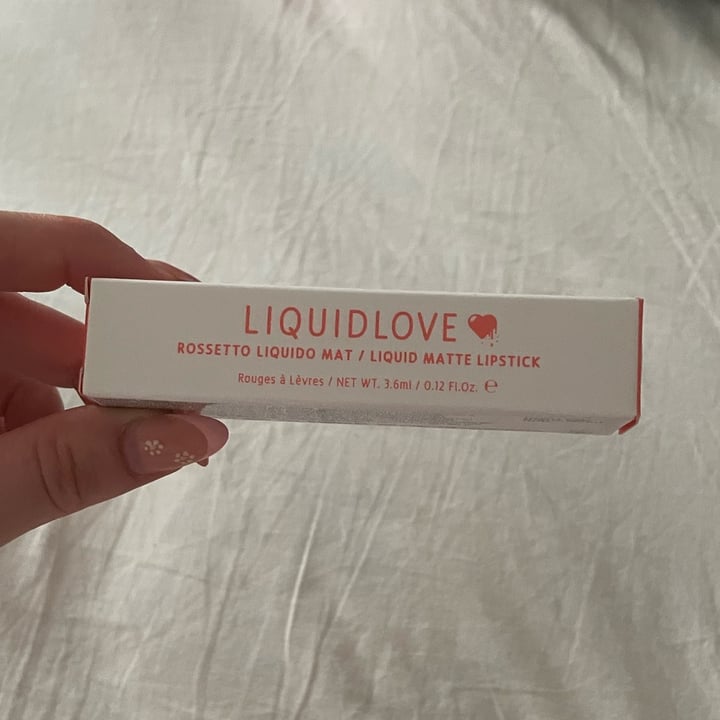 LIQUIDLOVE
ROSSETTO LIQUIDO MAT / LIQUID MATTE LIPSTICK
Rouges à Lèvres / NET WT. 3.6ml / 0.12 Fl.Oz. ℮